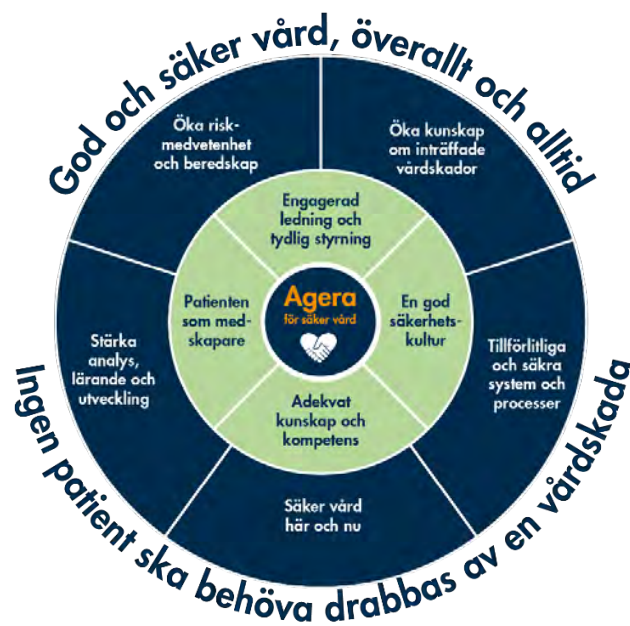 God och säker vård, överallt och alltid
Öka risk-
medvetenhet
och beredskap
Öka kunskap
om inträffade
vårdskador
Engagerad
ledning och
tydlig styrning
Patienten
som med-
skapare
Agera
för säker vård
En god
säkerhets-
kultur
Stärka
analys,
lärande och
utveckling
Tillförlitliga
och säkra
system och
processer
Adekvat
kunskap och
kompetens
Säker vård
här och nu
Ingen patient ska behöva drabbas av en vårdskada